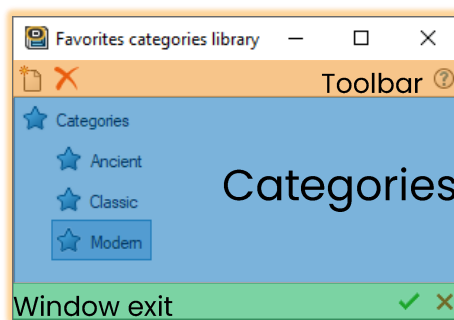 Favorites categories library
Toolbar
Categories
Ancient
Categories
Classic
Modern
Window exit